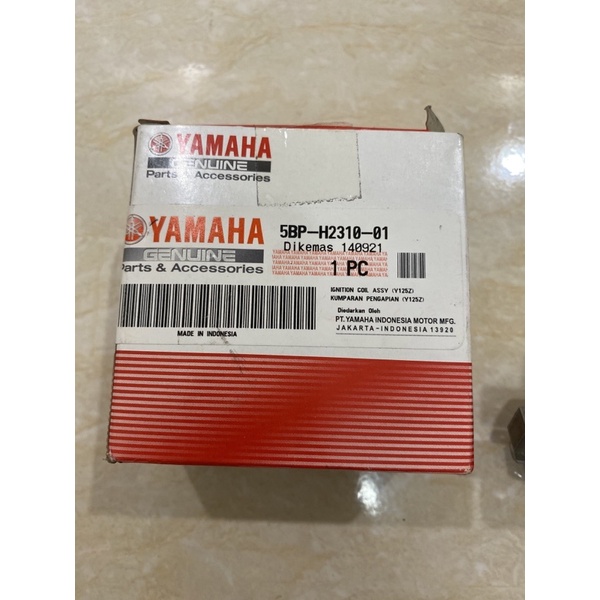 YAMAHA
GENUINE
Parts & Accessories
YAMAHA
GENUINE
Parts & Accessories
5BP-H2310-01
Dikemas 140921
1 PC
IGNITION COIL ASSY (Y125Z)
KUMPARAN PENGAPIAN (Y125Z)
Diedarkan Oleh
PT.YAMAHA INDONESIA MOTOR MFG.
JAKARTA-INDONESIA 13920
MADE IN INDONESIA